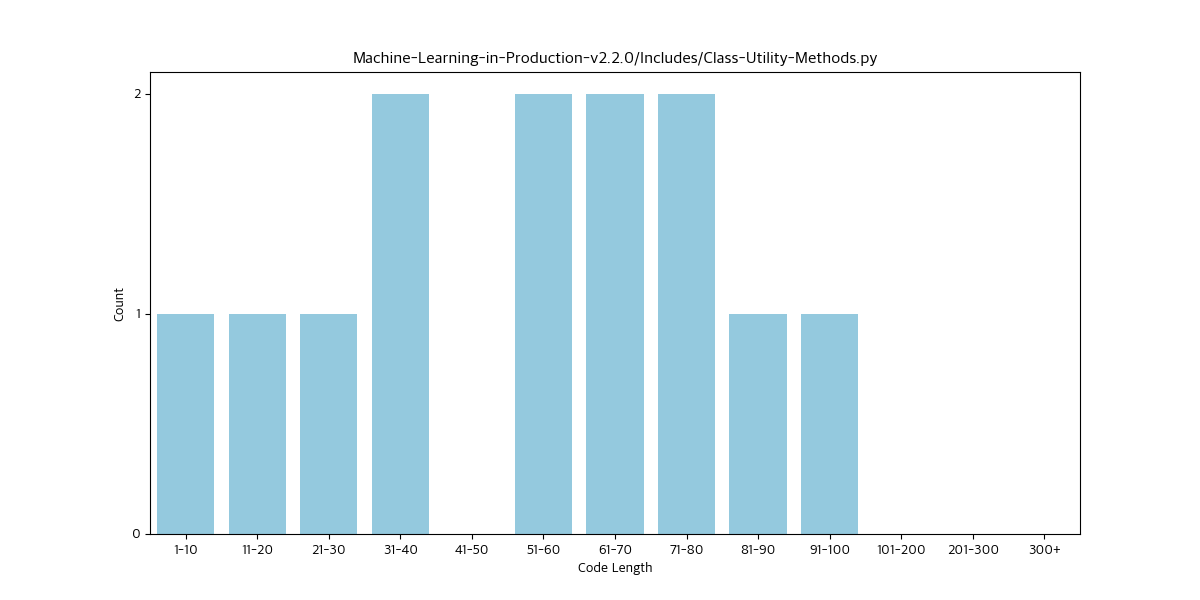 Machine-Learning-in-Production-v2.2.0/Includes/Class-Utility-Methods.py
2
1
0
Count
1-10 11-20 21-30 31-40 41-50 51-60 61-70 71-80 81-90 91-100 101-200 201-300 300+
Code Length